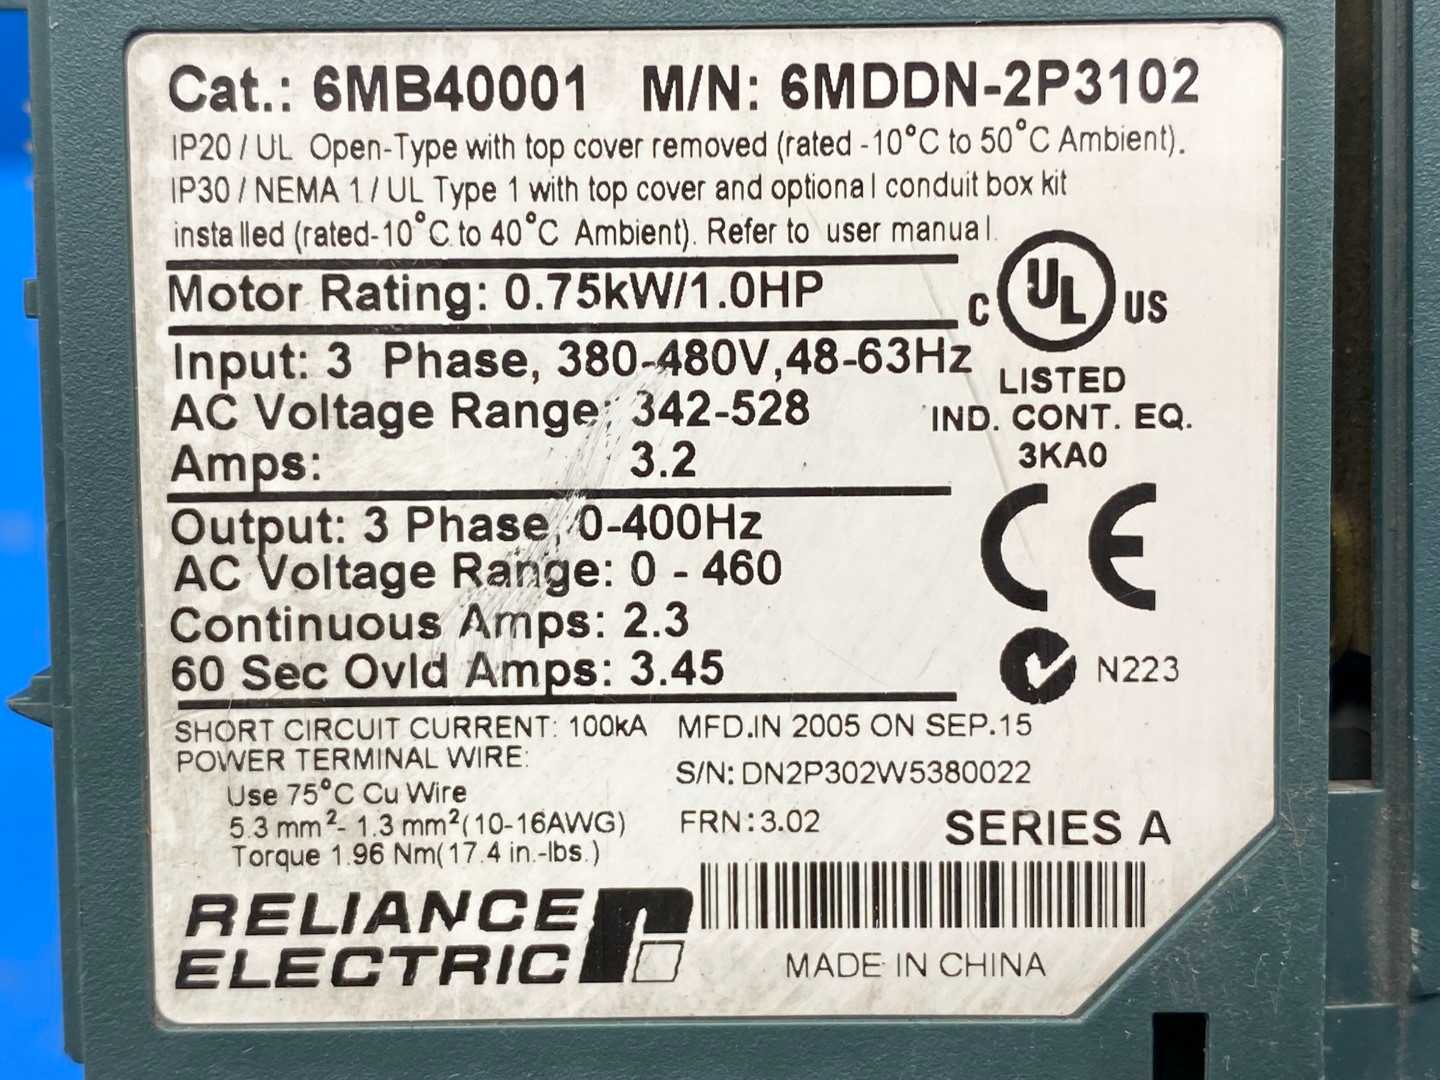 Cat.: 6MB40001 M/N: 6MDDN-2P3102
IP20 / UL Open-Type with top cover removed (rated -10°C to 50°C Ambient).
IP30 / NEMA 1 / UL Type 1 with top cover and optional conduit box kit
installed (rated-10°C to 40°C Ambient). Refer to user manual.
Motor Rating: 0.75kW/1.0HP
C UL US
Input: 3 Phase, 380-480V,48-63Hz
LISTED
AC Voltage Range: 342-528
IND. CONT. EQ.
Amps: 3.2
3KA0
Output: 3 Phase, 0-400Hz
CE
AC Voltage Range: 0 - 460
Continuous Amps: 2.3
60 Sec Ovld Amps: 3.45
N223
SHORT CIRCUIT CURRENT: 100kA MFD.IN 2005 ON SEP.15
POWER TERMINAL WIRE:
S/N: DN2P302W5380022
Use 75°C Cu Wire
5.3 mm²- 1.3 mm²(10-16AWG)
FRN:3.02
SERIES A
Torque 1.96 Nm(17.4 in.-lbs.)
RELIANCE
ELECTRIC
MADE IN CHINA